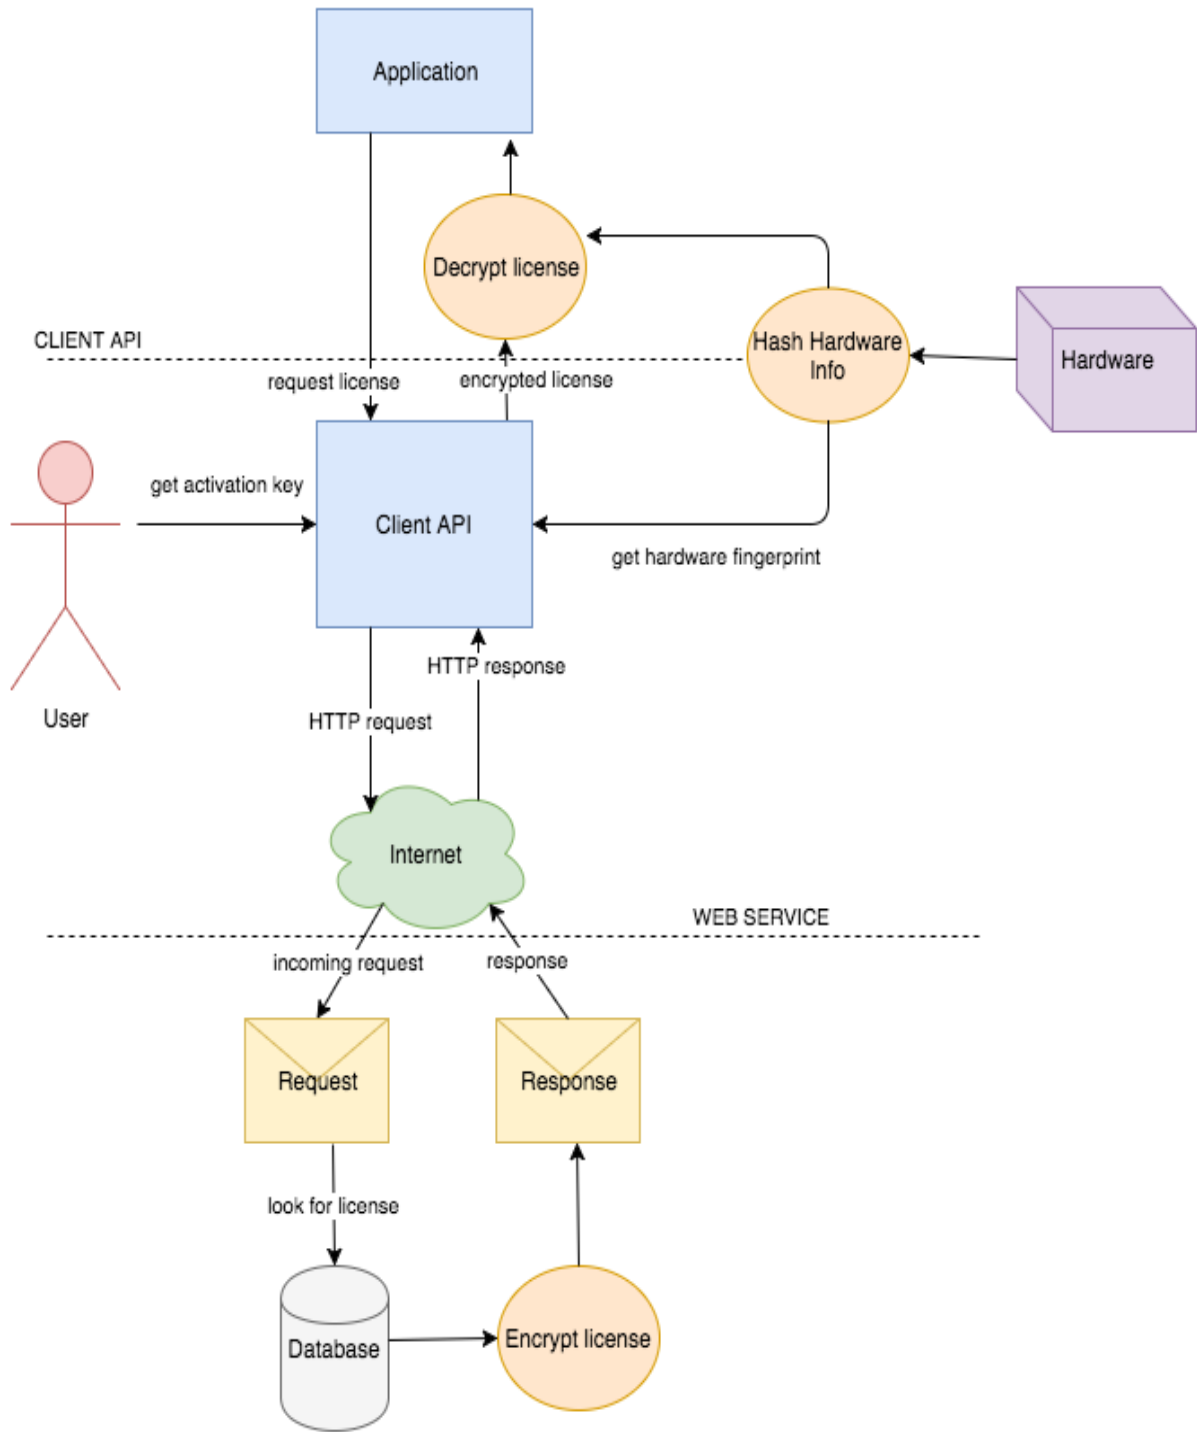 Application
Decrypt license
CLIENT API
Hash Hardware
Info
Hardware
request license
encrypted license
get activation key
Client API
get hardware fingerprint
HTTP response
User
HTTP request
Internet
WEB SERVICE
incoming request
response
Request
Response
look for license
Database
Encrypt license